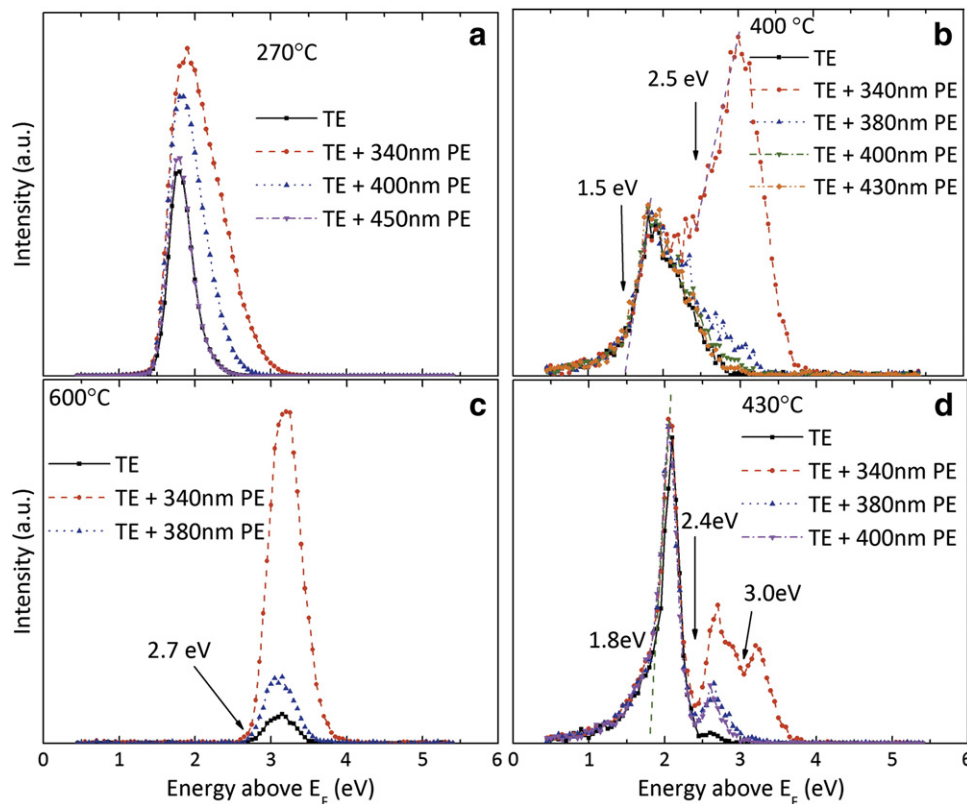 a
270°C
TE
TE + 340nm PE
TE + 400nm PE
TE + 450nm PE
Intensity (a.u.)
b
400 °C
TE
TE + 340nm PE
TE + 380nm PE
TE + 400nm PE
TE + 430nm PE
2.5 eV
1.5 eV
c
600°C
TE
TE + 340nm PE
TE + 380nm PE
2.7 eV
Intensity (a.u.)
0 1 2 3 4 5 6
Energy above E_F (eV)
d
430°C
TE
TE + 340nm PE
TE + 380nm PE
TE + 400nm PE
2.4eV
3.0eV
1.8eV
0 1 2 3 4 5 6
Energy above E_F (eV)